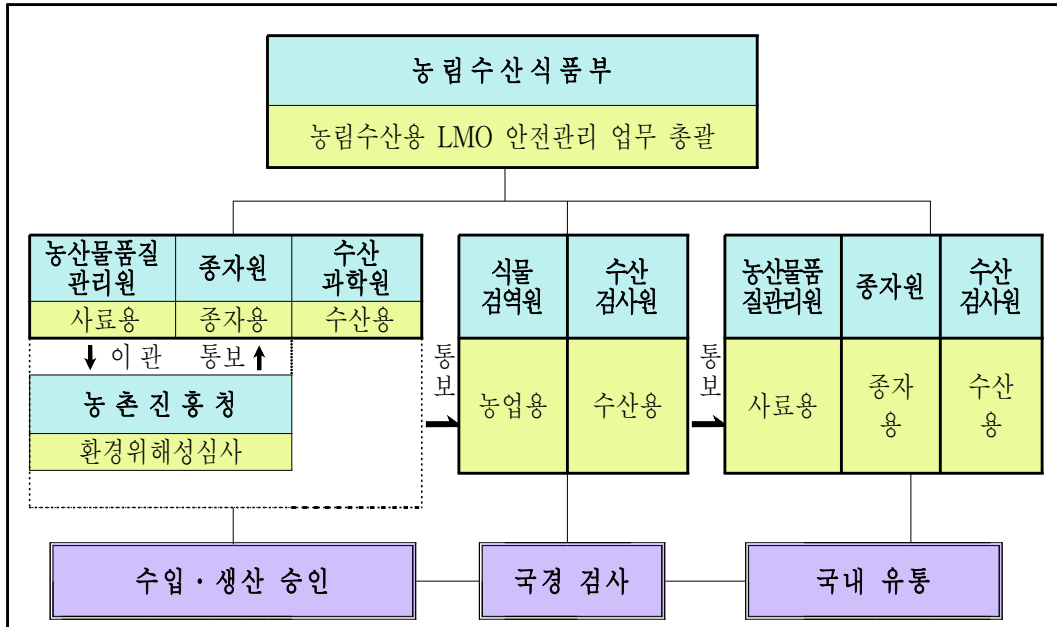 농림수산식품부
농림수산용 LMO 안전관리 업무 총괄
농산물품질
관리원
종자원
수산
과학원
사료용
종자용
수산용
이 관
통보
농촌진흥청
환경위해성심사
통
보
식물
검역원
수산
검사원
농업용
수산용
통
보
농산물품
질관리원
종자원
수산
검사원
사료용
종자
용
수산
용
수입·생산 승인
국경 검사
국내 유통